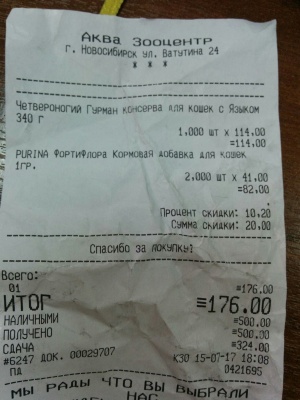 Аква Зооцентр
г. Новосибирск ул. Ватутина 24
* * *
Четвероногий Гурман консерва для кошек с Языком
340 г
1,000 шт x 114.00
=114.00
PURINA ФортиФлора Кормовая добавка для кошек
1гр.
2,000 шт x 41.00
=82.00
Процент скидки: 10,20
Сумма скидки: 20.00
Спасибо за покупку!
Всего:
01 =176.00
ИТОГ =176.00
НАЛИЧНЫМИ =500.00
ПОЛУЧЕНО =500.00
СДАЧА =324.00
#6247 ДОК. 00029707 К30 15-07-17 18:08
ПД 0421695
МЫ РАДЫ ЧТО ВЫ ВЫБРАЛИ
НАС